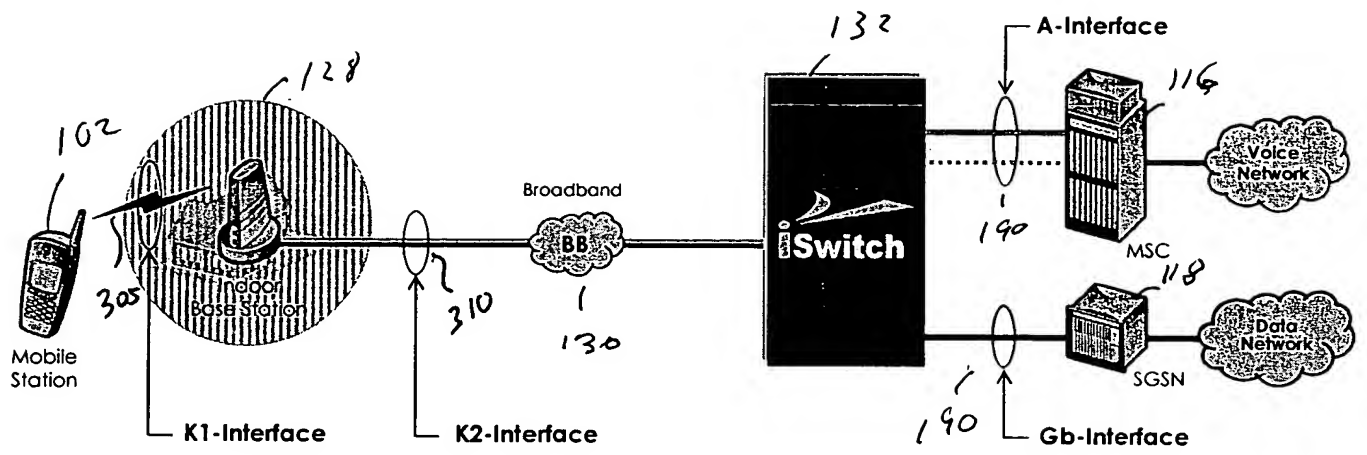 132
A-Interface
128
116
102
Voice
Network
Broadband
BB
iSwitch
190
MSC
118
305
Indoor
Base Station
310
130
Data
Network
Mobile
Station
SGSN
190
K1-Interface
K2-Interface
Gb-Interface